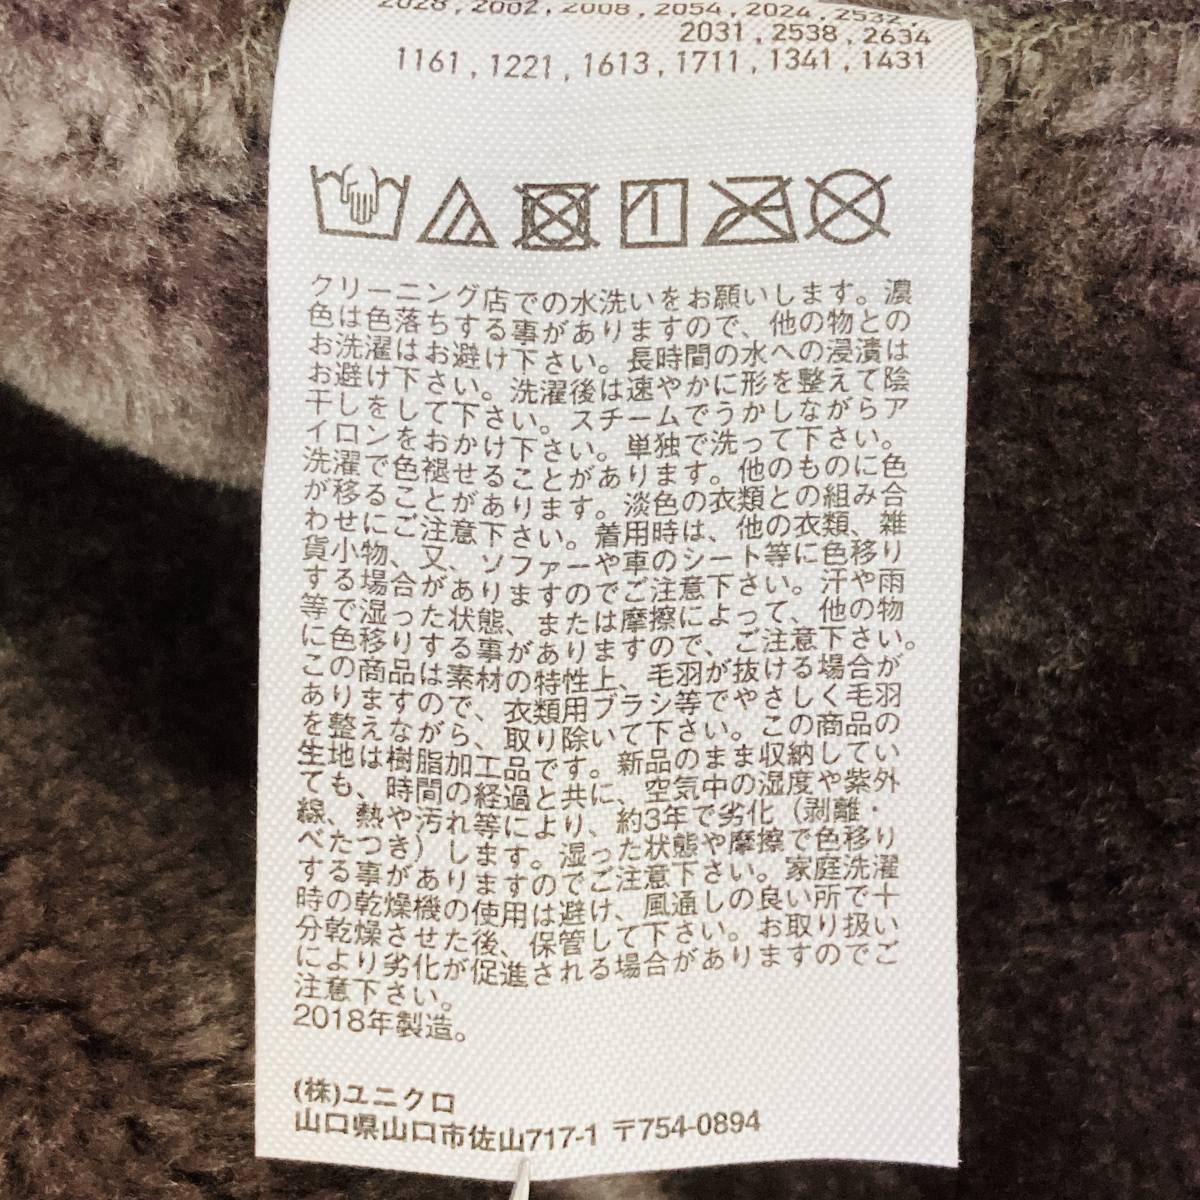 2028 , 2002 , 2008 , 2054 , 2024 , 2532 ,
2031 , 2538 , 2634
1161 , 1221 , 1613 , 1711 , 1341 , 1431
クリーニング店での水洗いをお願いします。濃
色は色落ちする事がありますので、他の物との
お洗濯はお避け下さい。長時間の水への浸漬は
お避け下さい。洗濯後は速やかに形を整えて陰
干しをして下さい。スチームでうかしながらア
イロンをおかけ下さい。単独で洗って下さい。
洗濯で色褪せることがあります。他のものに色
が移ることがあります。淡色の衣類との組み合
わせにご注意下さい。着用時は、他の衣類、雑
貨小物、又、ソファーや車のシート等に色移り
する場合がありますのでご注意下さい。汗や雨
等で湿った状態、または摩擦によって、他の物
に色移りする事がありますので、ご注意下さい。
この商品は素材の特性上、毛羽が抜ける場合が
ありますので、衣類用ブラシ等でやさしく毛羽
を整えながら、取り除いて下さい。この商品の
生地は樹脂加工品です。新品のまま収納してい
ても、時間の経過と共に、空気中の湿度や紫外
線、熱や汚れ等により、約3年で劣化（剥離・
べたつき）します。湿った状態や摩擦で色移り
する事がありますのでご注意下さい。家庭洗濯
時の乾燥機の使用は避け、風通しの良い所で十
分乾燥させた後、保管して下さい。お取り扱い
により劣化が促進される場合がありますのでご
注意下さい。
2018年製造。
(株)ユニクロ
山口県山口市佐山717-1 〒754-0894